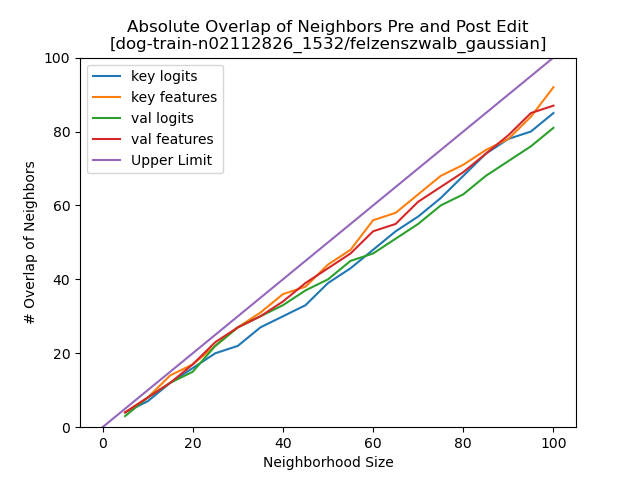 Absolute Overlap of Neighbors Pre and Post Edit
[dog-train-n02112826_1532/felzenszwalb_gaussian]
key logits
key features
val logits
val features
Upper Limit
# Overlap of Neighbors
100
80
60
40
20
0
0 20 40 60 80 100
Neighborhood Size